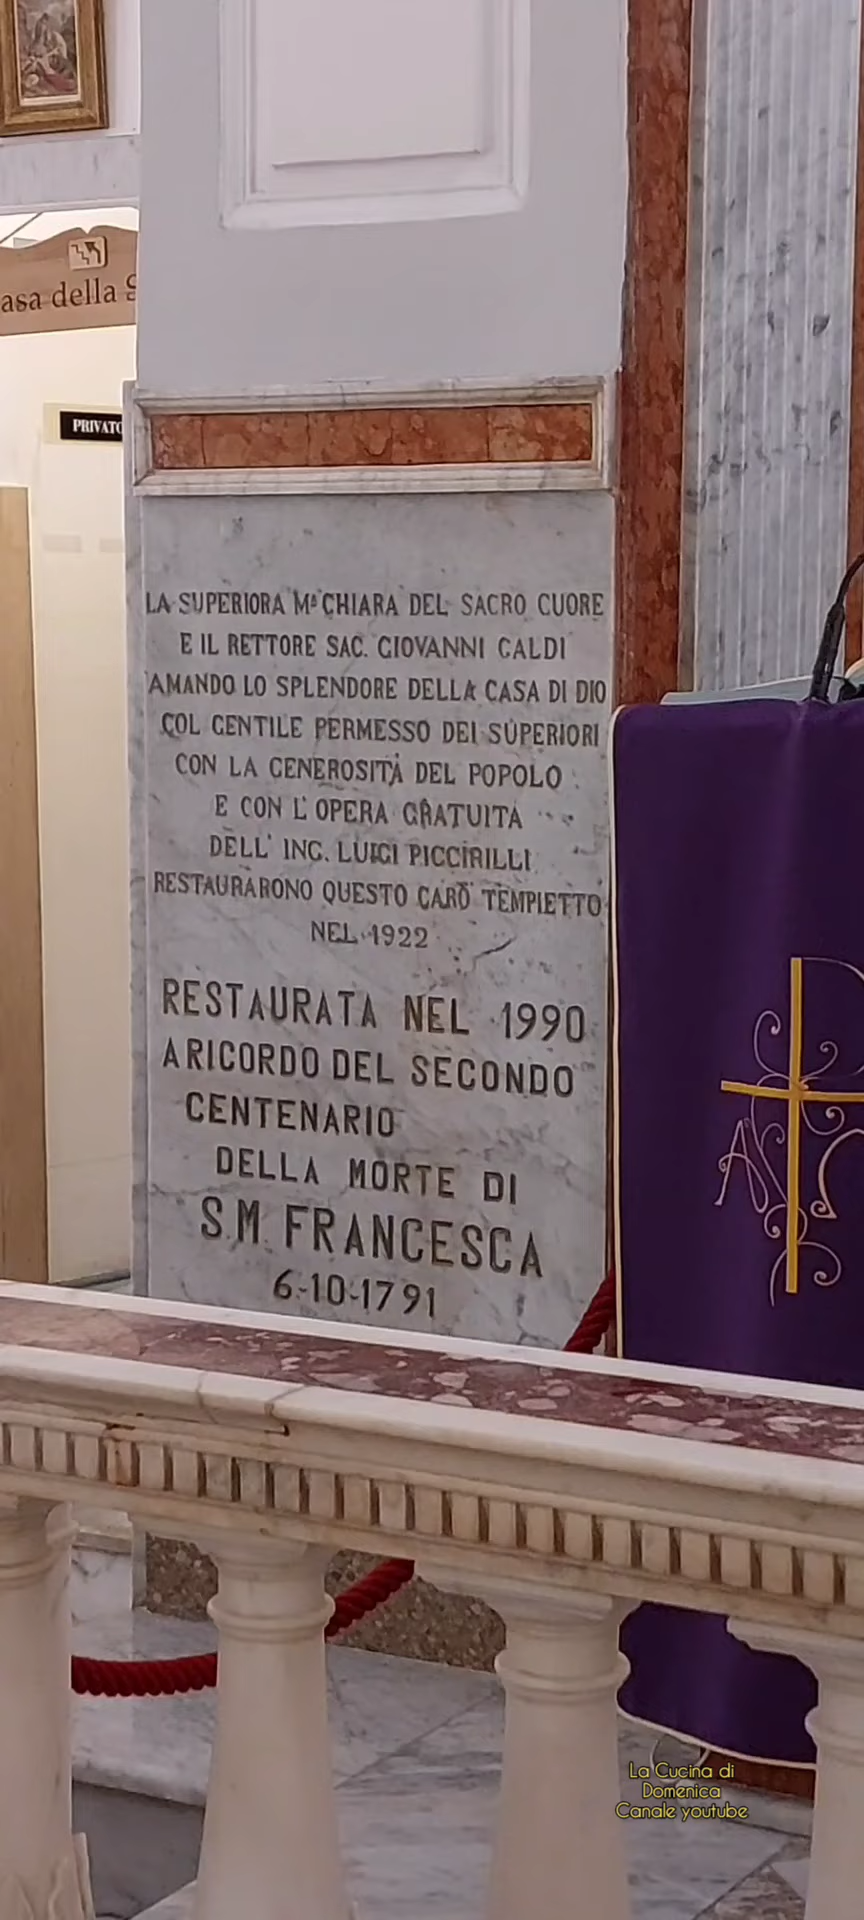 asa della S
PRIVATO
LA SUPERIORA Mª CHIARA DEL SACRO CUORE
E IL RETTORE SAC. GIOVANNI GALDI
AMANDO LO SPLENDORE DELLA CASA DI DIO
COL GENTILE PERMESSO DEI SUPERIORI
CON LA GENEROSITÀ DEL POPOLO
E CON L'OPERA GRATUITA
DELL' ING. LUIGI PICCIRILLI
RESTAURARONO QUESTO CARO TEMPIETTO
NEL 1922
RESTAURATA NEL 1990
A RICORDO DEL SECONDO
CENTENARIO
DELLA MORTE DI
S.M. FRANCESCA
6-10-1791
La Cucina di
Domenica
Canale youtube